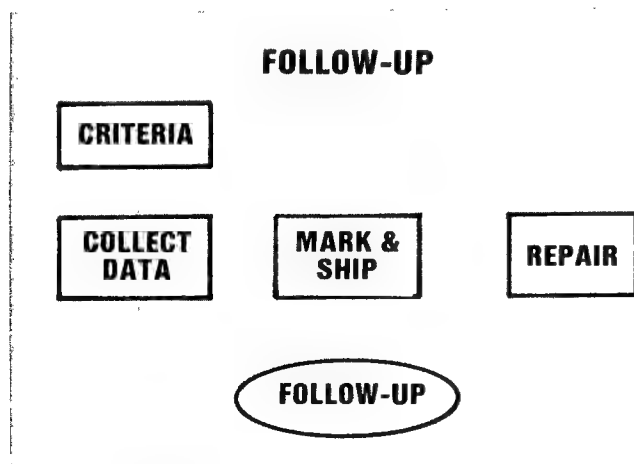 FOLLOW-UP
CRITERIA
COLLECT
DATA
MARK &
SHIP
REPAIR
FOLLOW-UP